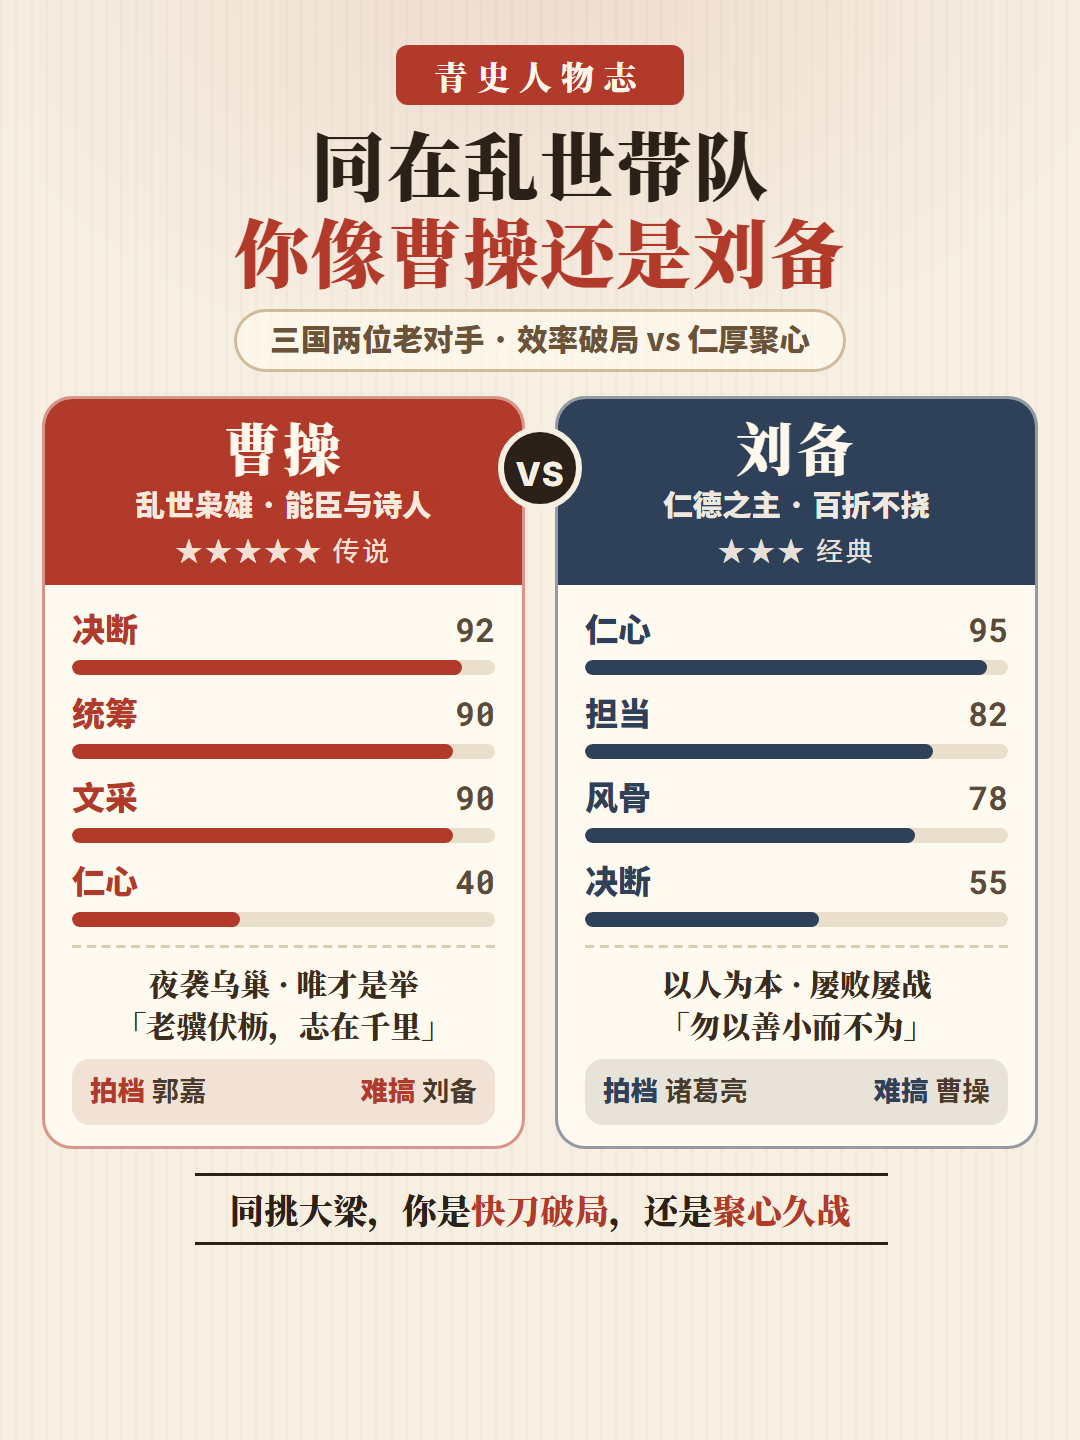 青史人物志
同在乱世带队
你像曹操还是刘备
三国两位老对手 · 效率破局 vs 仁厚聚心
曹操
乱世枭雄 · 能臣与诗人
★★★★★ 传说
决断 92
统筹 90
文采 90
仁心 40
夜袭乌巢 · 唯才是举
「老骥伏枥，志在千里」
拍档 郭嘉 难搞 刘备
VS
刘备
仁德之主 · 百折不挠
★★★ 经典
仁心 95
担当 82
风骨 78
决断 55
以人为本 · 屡败屡战
「勿以善小而不为」
拍档 诸葛亮 难搞 曹操
同挑大梁，你是快刀破局，还是聚心久战